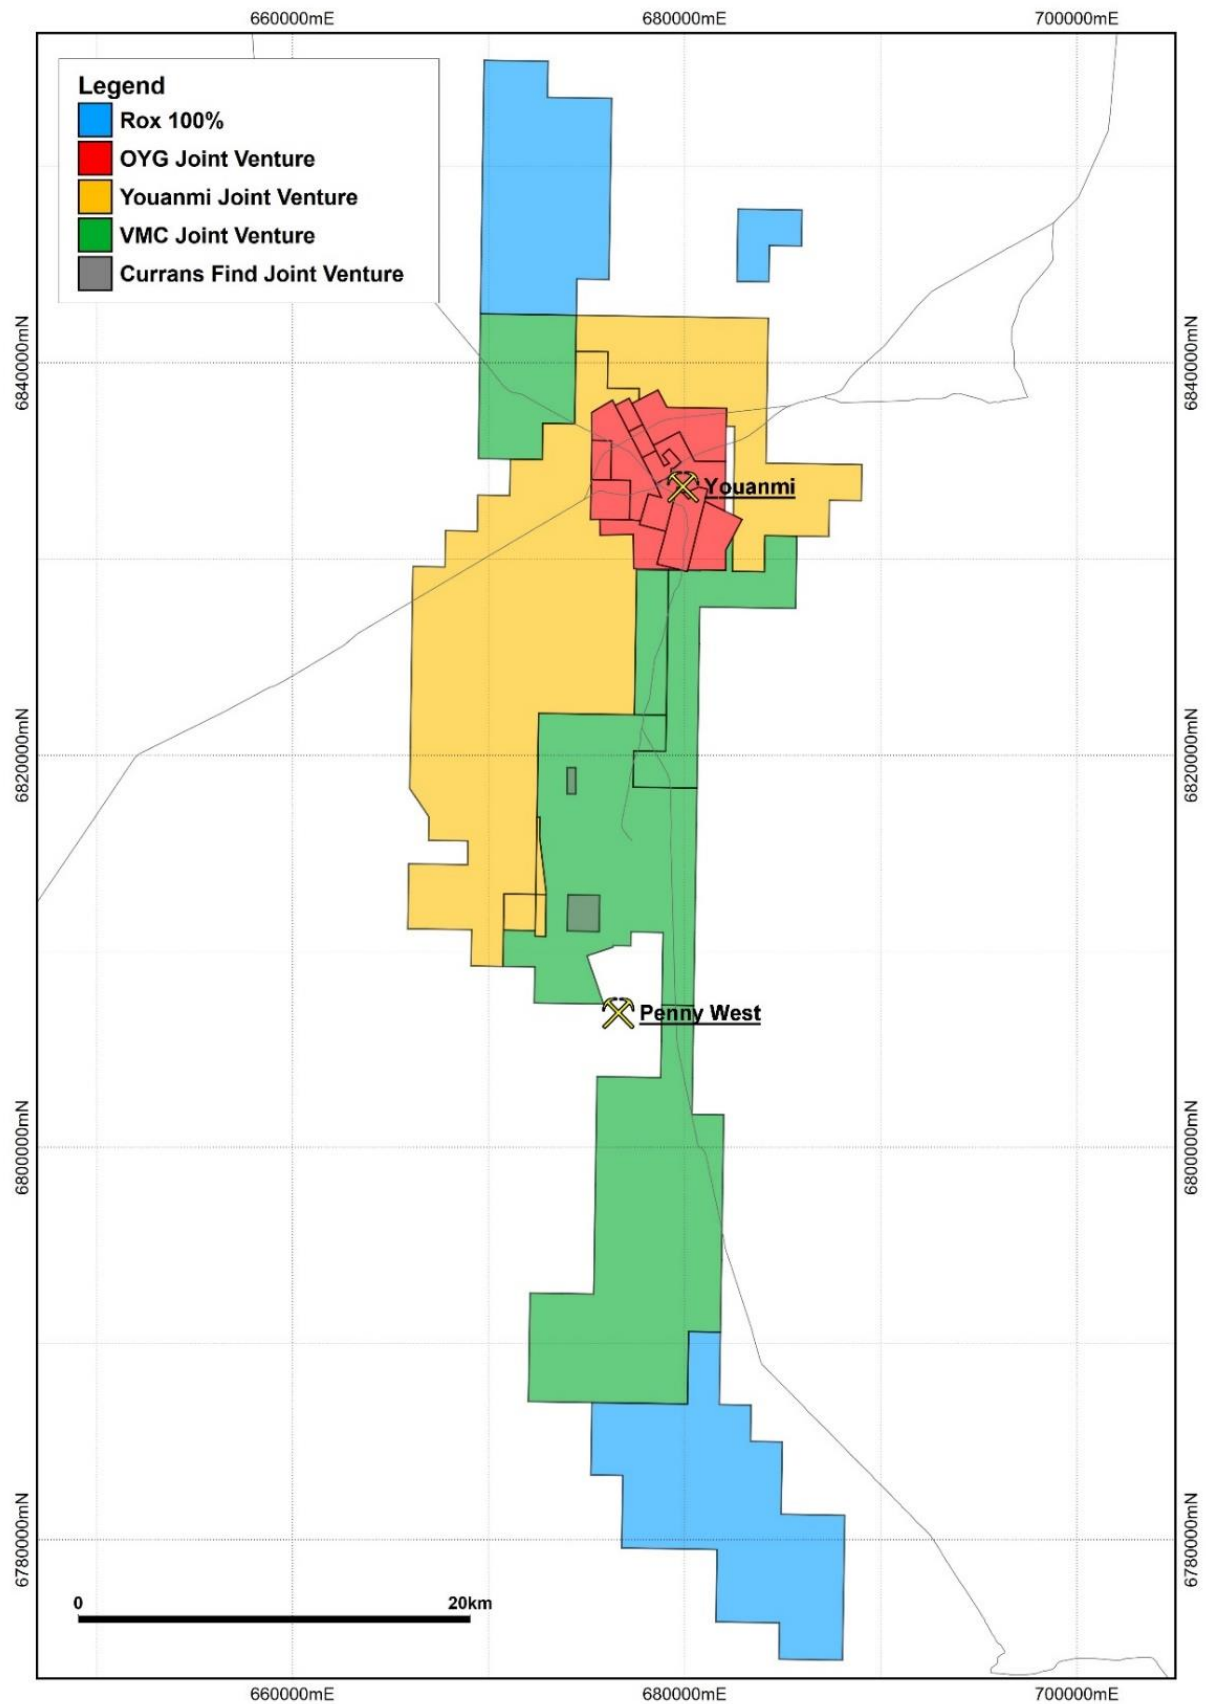 660000mE 680000mE 700000mE
Legend
Rox 100%
OYG Joint Venture
Youanmi Joint Venture
VMC Joint Venture
Currans Find Joint Venture
6840000mN 6840000mN
Youanmi
6820000mN 6820000mN
Penny West
6800000mN 6800000mN
6780000mN 6780000mN
0 20km
660000mE 680000mE 700000mE